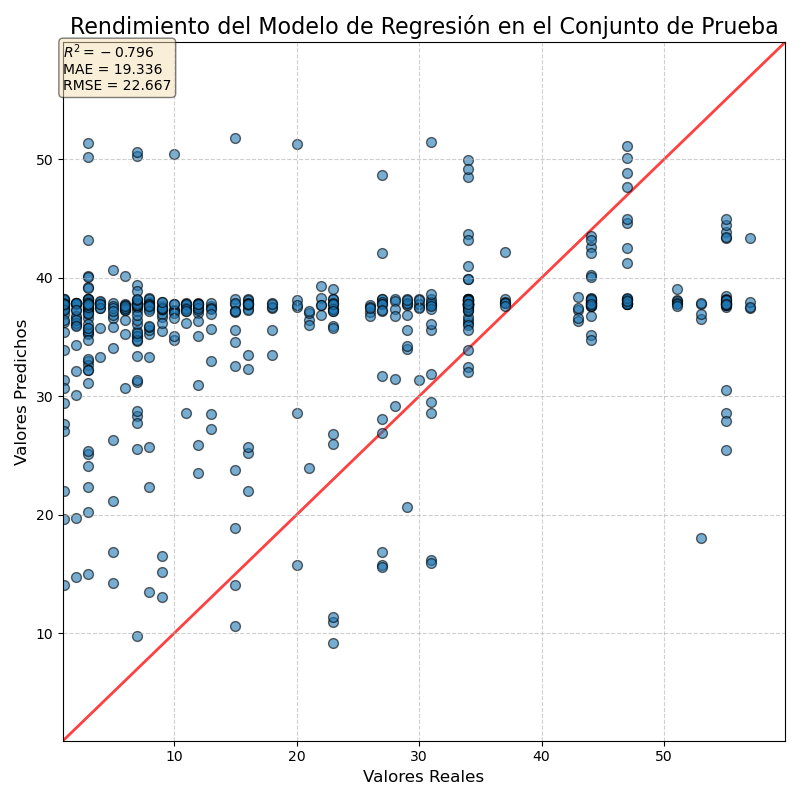 Rendimiento del Modelo de Regresión en el Conjunto de Prueba
R² = −0.796
MAE = 19.336
RMSE = 22.667
50
40
30
20
10
Valores Predichos
10 20 30 40 50
Valores Reales